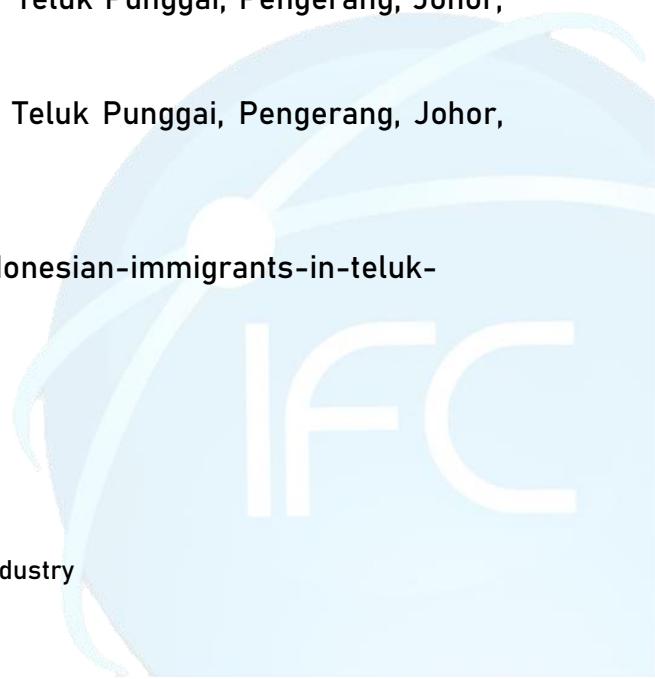 Teluk Punggai, Pengerang, Johor,
Teluk Punggai, Pengerang, Johor,
donesian-immigrants-in-teluk-
IFC
dustry